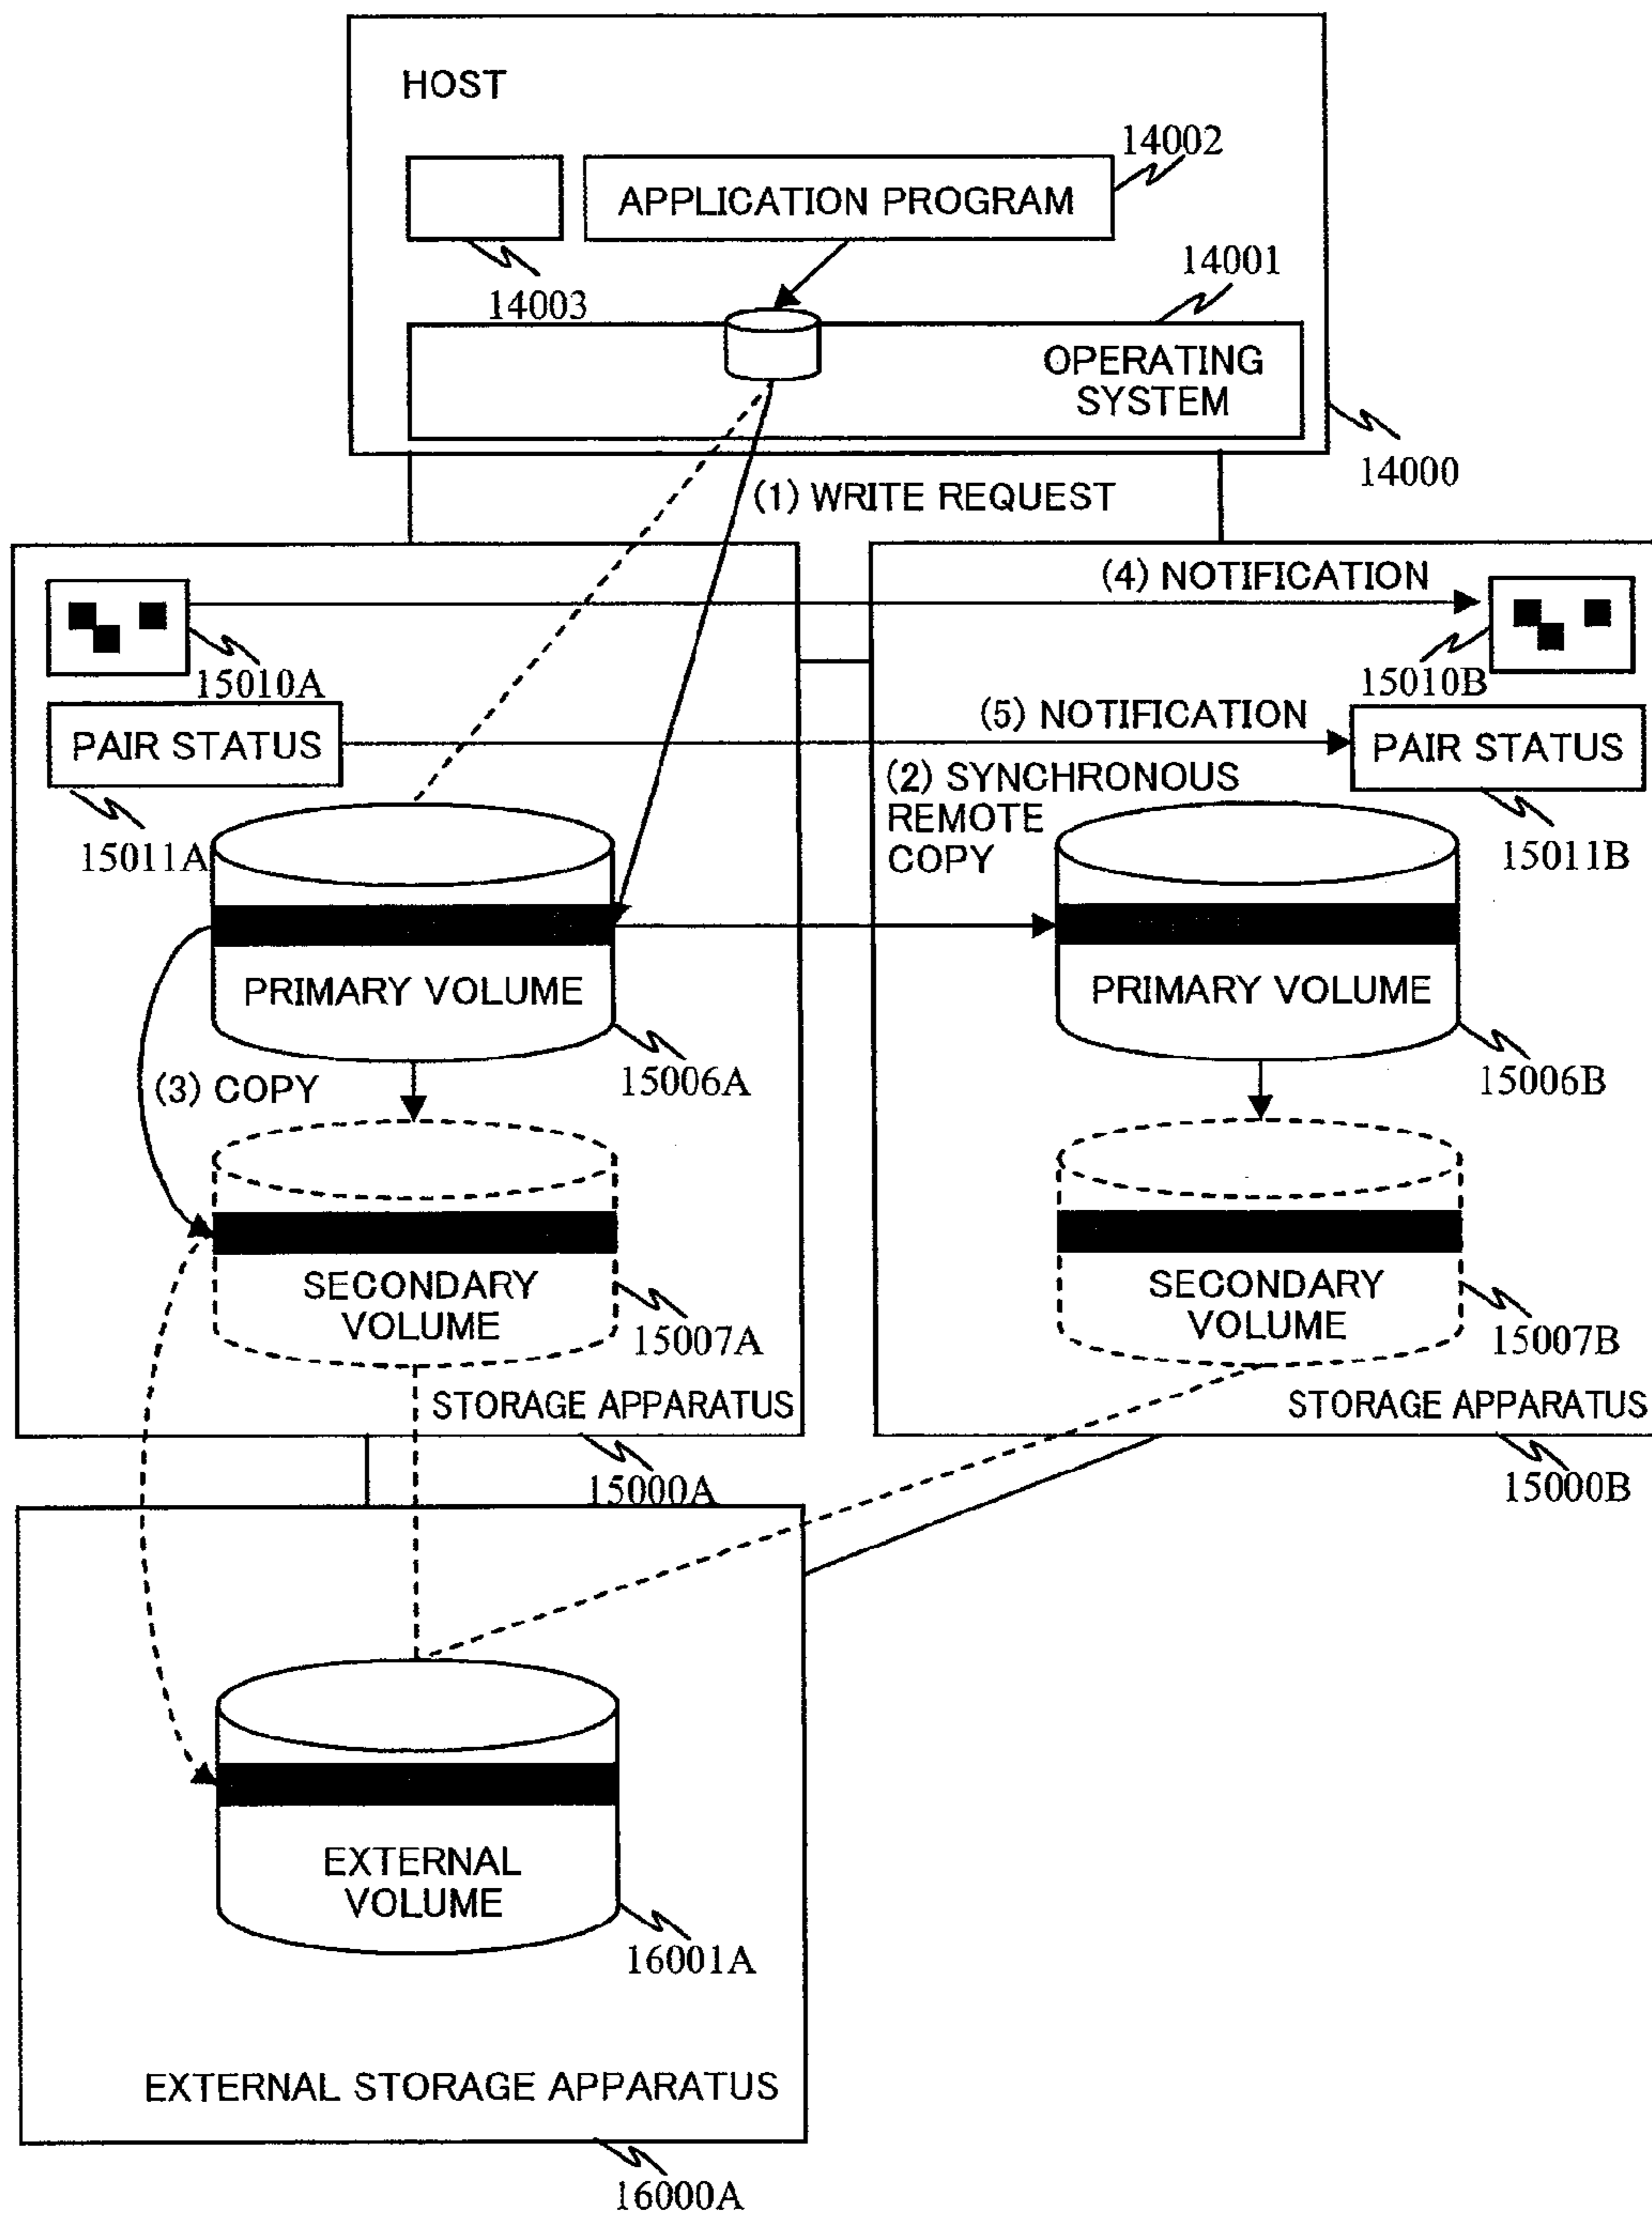 HOST
14002
APPLICATION PROGRAM
14003
14001
OPERATING
SYSTEM
14000
(1) WRITE REQUEST
(4) NOTIFICATION
15010A
15010B
(5) NOTIFICATION
PAIR STATUS
PAIR STATUS
15011A
(2) SYNCHRONOUS
REMOTE
COPY
15011B
PRIMARY VOLUME
PRIMARY VOLUME
15006A
15006B
(3) COPY
SECONDARY
VOLUME
15007A
SECONDARY
VOLUME
15007B
STORAGE APPARATUS
STORAGE APPARATUS
15000A
15000B
EXTERNAL
VOLUME
16001A
EXTERNAL STORAGE APPARATUS
16000A